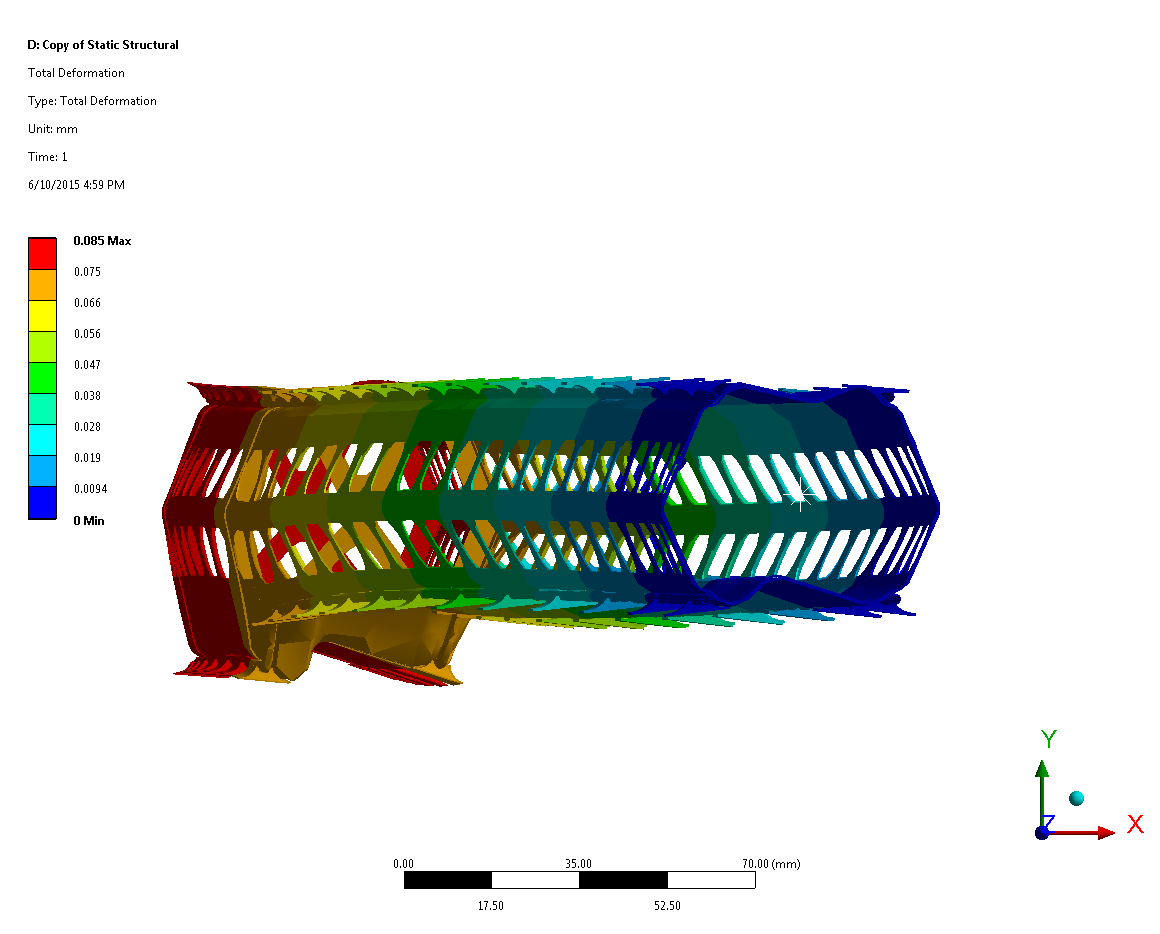 D: Copy of Static Structural
Total Deformation
Type: Total Deformation
Unit: mm
Time: 1
6/10/2015 4:59 PM
0.085 Max
0.075
0.066
0.056
0.047
0.038
0.028
0.019
0.0094
0 Min
Y
Z
X
0.00 35.00 70.00 (mm)
17.50 52.50